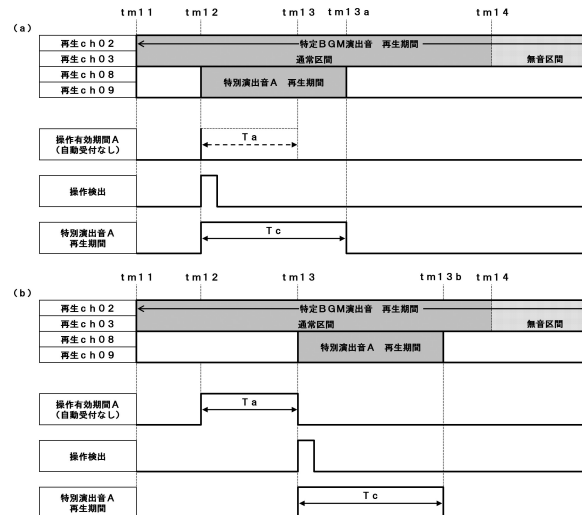 (a)
tm11 tm12 tm13 tm13a tm14
再生ch02 特定BGM演出音 再生期間
再生ch03 通常区間 無音区間
再生ch08 特別演出音A 再生期間
再生ch09
操作有効期間A
(自動受付なし)
Ta
操作検出
特別演出音A
再生期間
Tc
(b)
tm11 tm12 tm13 tm13b tm14
再生ch02 特定BGM演出音 再生期間
再生ch03 通常区間 無音区間
再生ch08 特別演出音A 再生期間
再生ch09
操作有効期間A
(自動受付なし)
Ta
操作検出
特別演出音A
再生期間
Tc